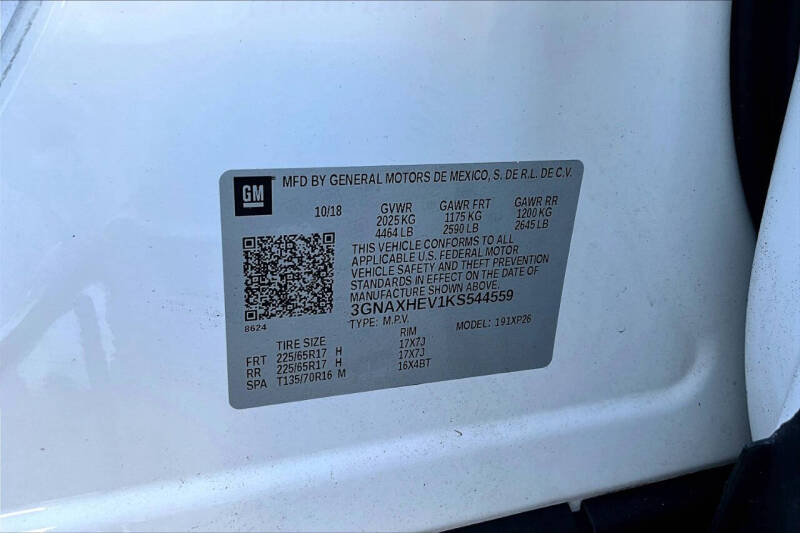 GM
MFD BY GENERAL MOTORS DE MEXICO, S. DE R.L. DE C.V.
10/18 GVWR GAWR FRT GAWR RR
2025 KG 1175 KG 1200 KG
4464 LB 2590 LB 2645 LB
THIS VEHICLE CONFORMS TO ALL
APPLICABLE U.S. FEDERAL MOTOR
VEHICLE SAFETY AND THEFT PREVENTION
STANDARDS IN EFFECT ON THE DATE OF
MANUFACTURE SHOWN ABOVE.
3GNAXHEV1KS544559
8624
TYPE: M.P.V. MODEL: 191XP26
TIRE SIZE RIM
FRT 225/65R17 H 17X7J
RR 225/65R17 H 17X7J
SPA T135/70R16 M 16X4BT